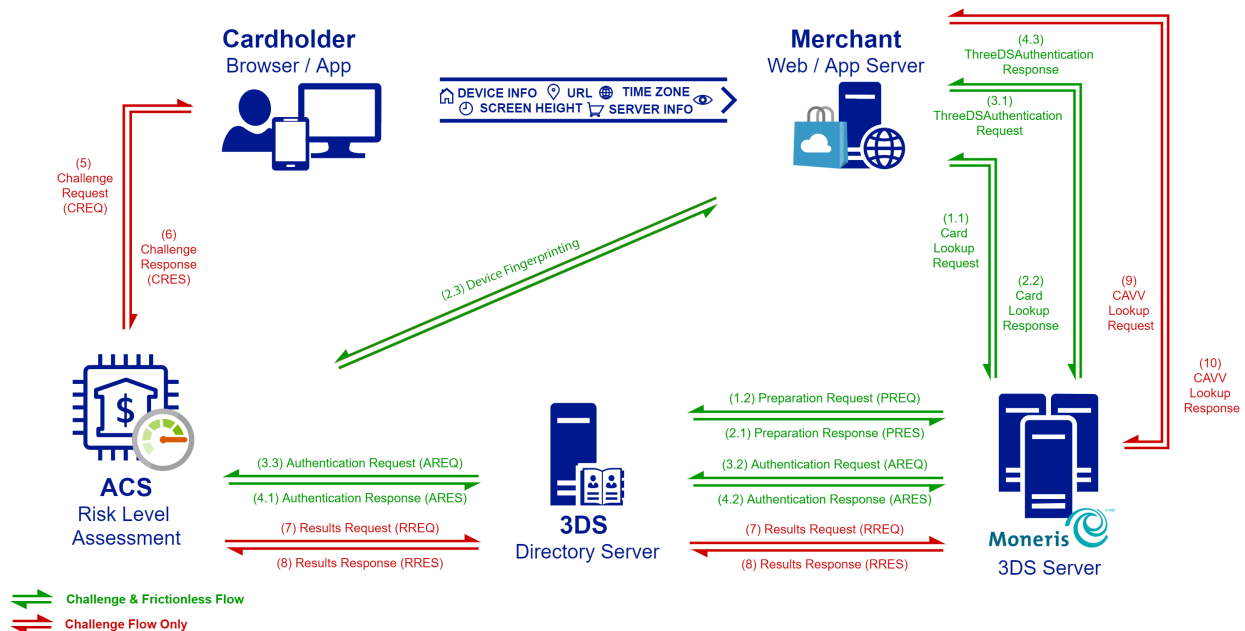 Cardholder
Browser / App
Merchant
Web / App Server
DEVICE INFO URL TIME ZONE
SCREEN HEIGHT SERVER INFO
(4.3)
ThreeDSAuthentication
Response
(3.1)
ThreeDSAuthentication
Request
(5)
Challenge
Request
(CREQ)
(6)
Challenge
Response
(CRES)
(2.3) Device Fingerprinting
(1.1)
Card
Lookup
Request
(2.2)
Card
Lookup
Response
(9)
CAVV
Lookup
Request
(10)
CAVV
Lookup
Response
$
ACS
Risk Level
Assessment
(1.2) Preparation Request (PREQ)
(2.1) Preparation Response (PRES)
(3.3) Authentication Request (AREQ)
(4.1) Authentication Response (ARES)
(3.2) Authentication Request (AREQ)
(4.2) Authentication Response (ARES)
(7) Results Request (RREQ)
(8) Results Response (RRES)
3DS
Directory Server
(7) Results Request (RREQ)
(8) Results Response (RRES)
Moneris
3DS Server
Challenge & Frictionless Flow
Challenge Flow Only